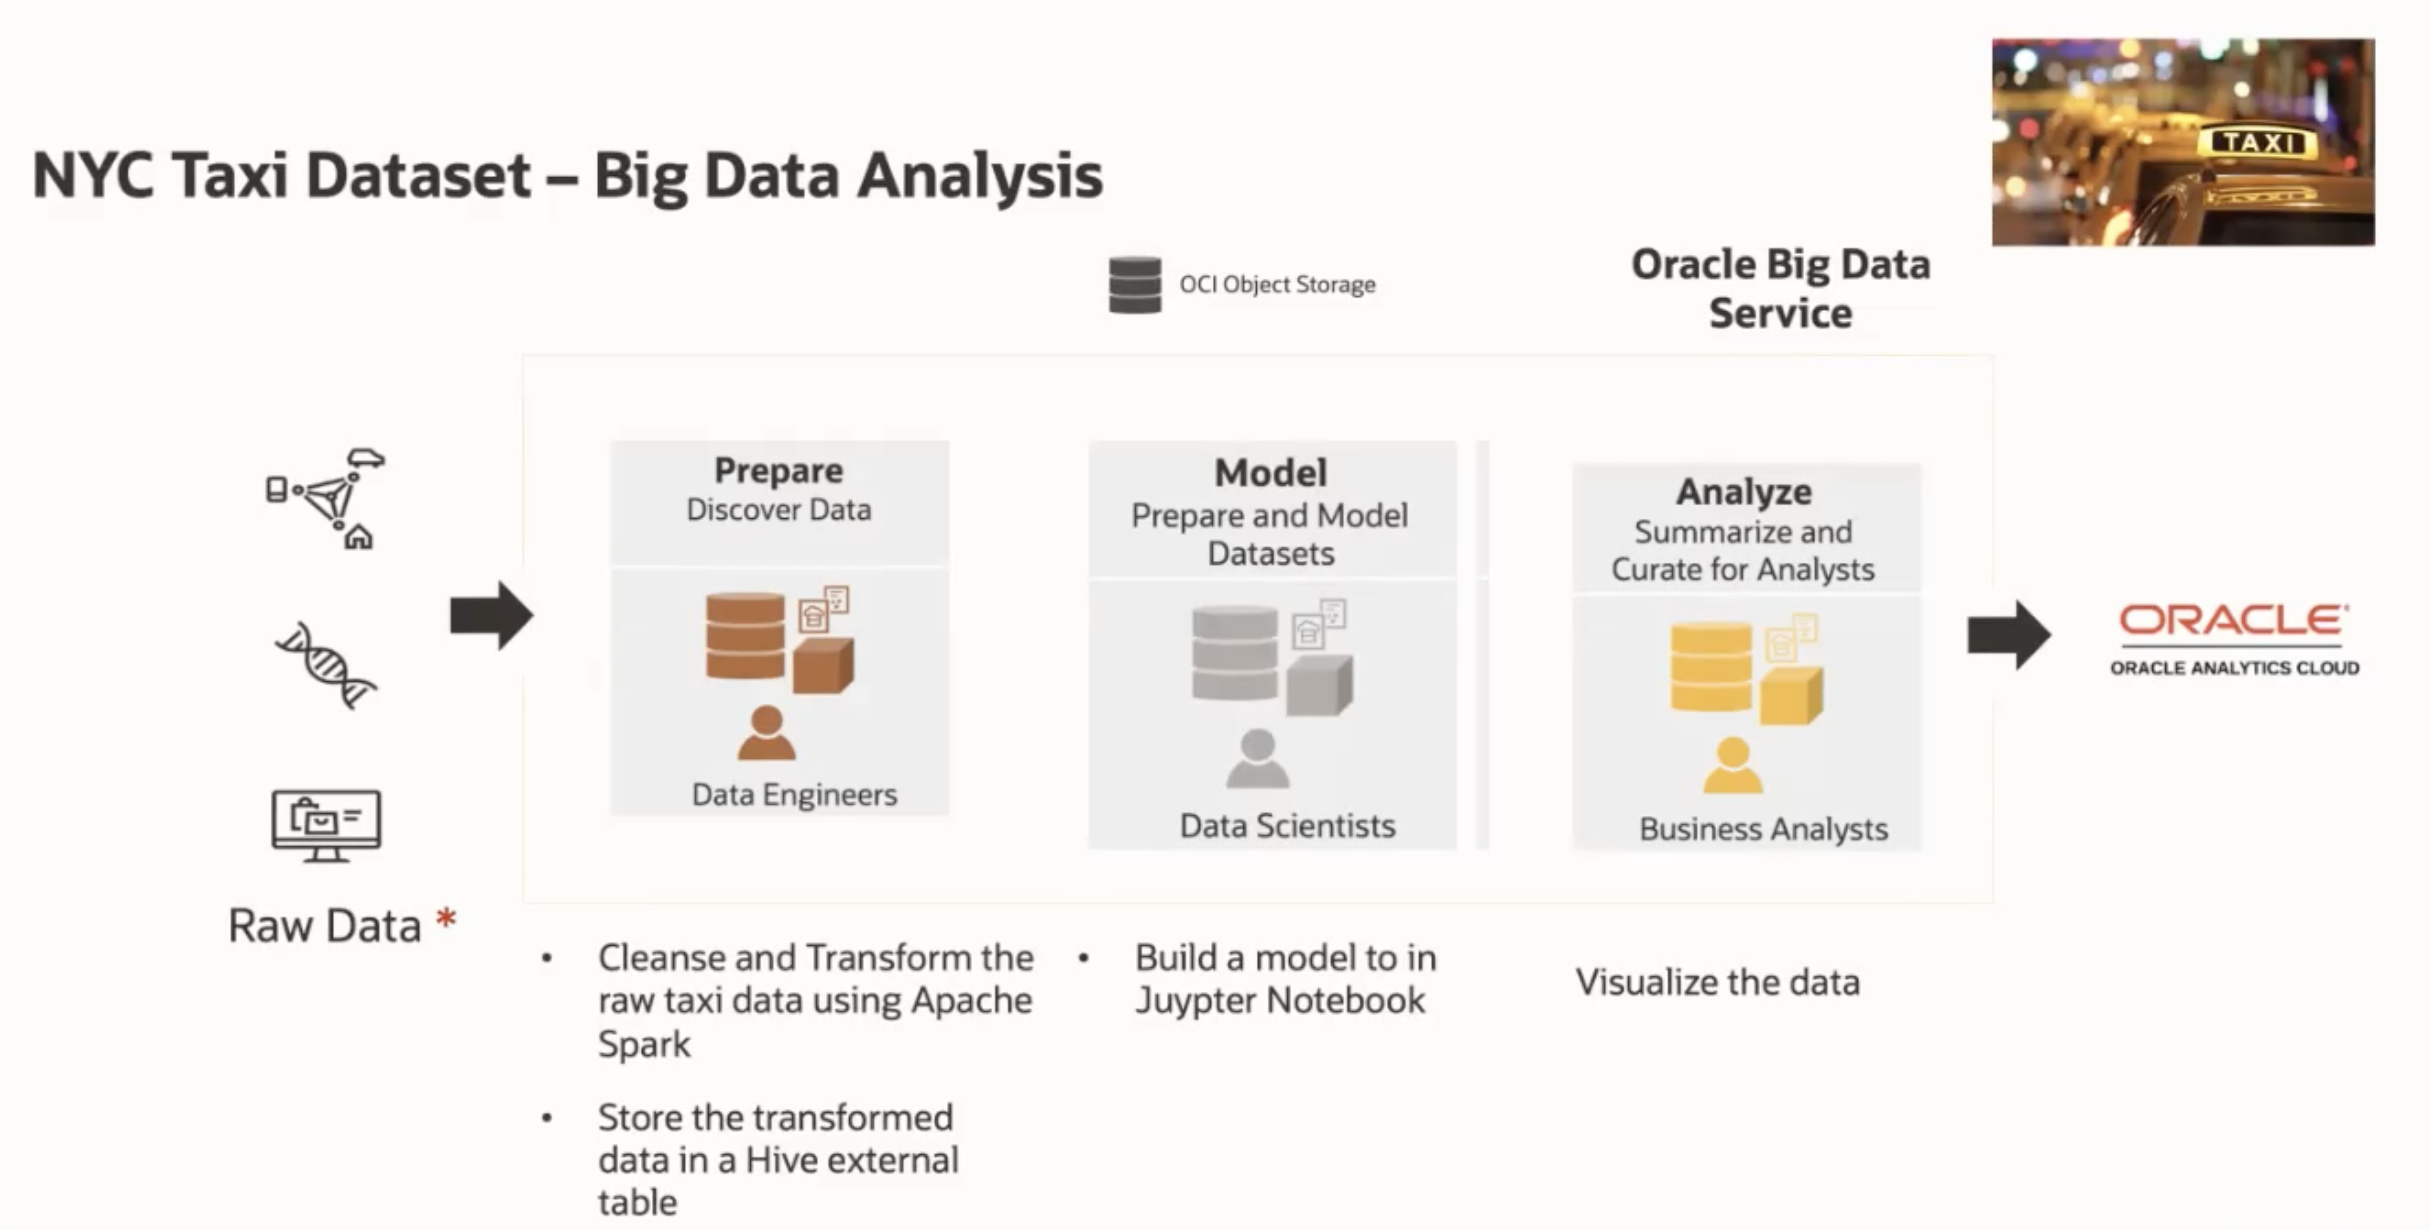 TAXI
NYC Taxi Dataset – Big Data Analysis
OCI Object Storage
Oracle Big Data
Service
Prepare
Discover Data
Data Engineers
Model
Prepare and Model
Datasets
Data Scientists
Analyze
Summarize and
Curate for Analysts
Business Analysts
ORACLE
ORACLE ANALYTICS CLOUD
Raw Data *
• Cleanse and Transform the
raw taxi data using Apache
Spark
• Store the transformed
data in a Hive external
table
• Build a model to in
Juypter Notebook
Visualize the data